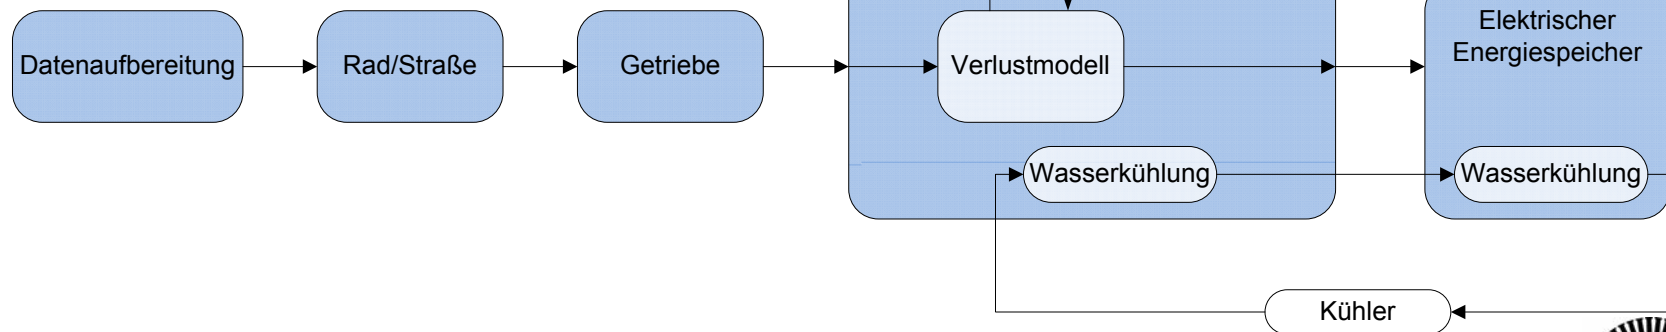 Datenaufbereitung
Rad/Straße
Getriebe
Verlustmodell
Elektrischer
Energiespeicher
Wasserkühlung
Wasserkühlung
Kühler